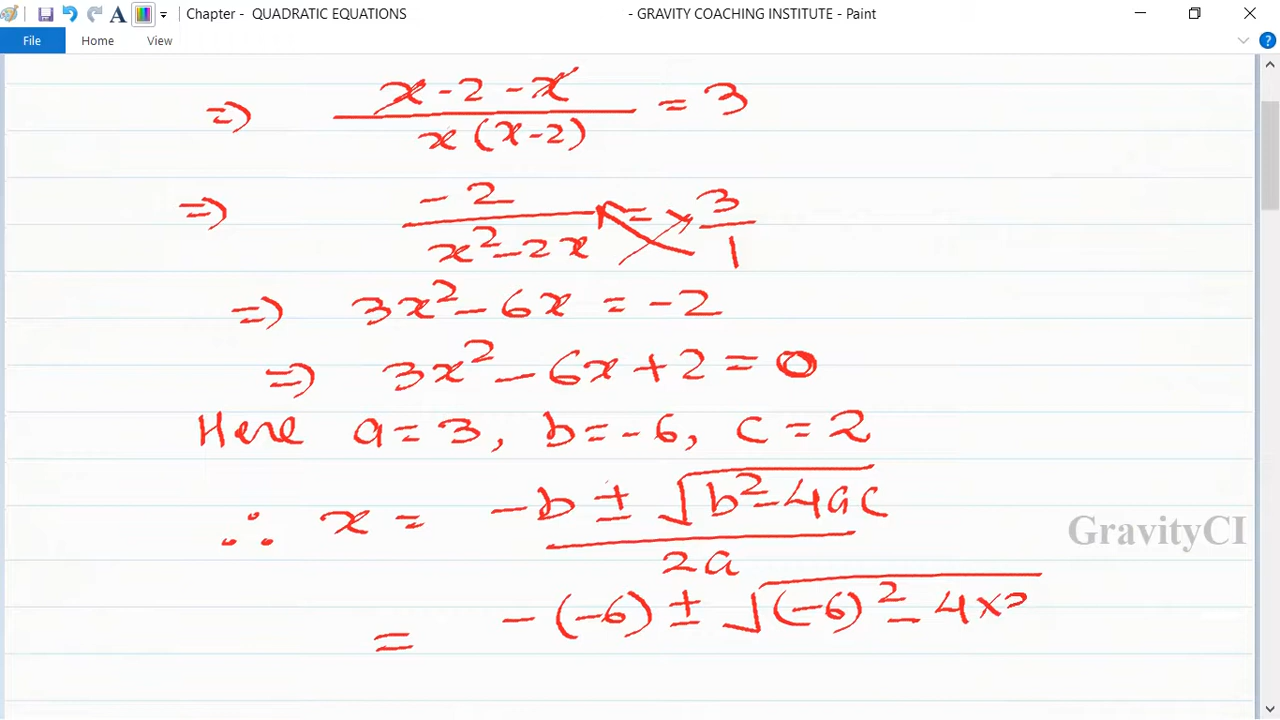 Chapter - QUADRATIC EQUATIONS - GRAVITY COACHING INSTITUTE - Paint
File Home View
=> x - 2 - x / x (x - 2) = 3
=> - 2 / x² - 2x = 3 / 1
=> 3x² - 6x = - 2
=> 3x² - 6x + 2 = 0
Here a = 3, b = - 6, c = 2
∴ x = - b ± √(b² - 4ac) / 2a
GravityCI
= - (-6) ± √((-6)² - 4 ×